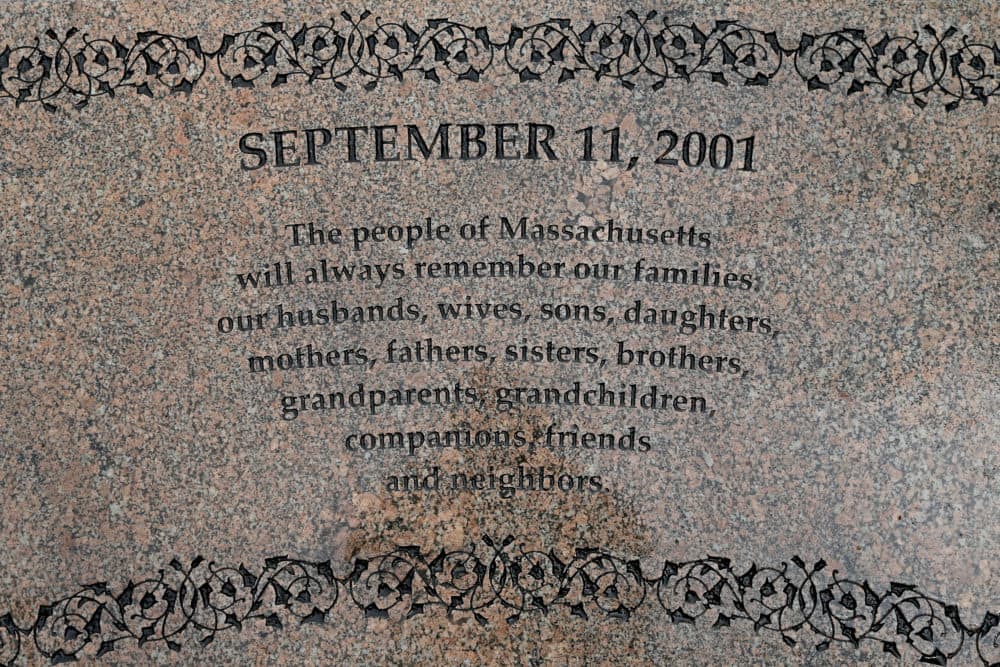 SEPTEMBER 11, 2001
The people of Massachusetts
will always remember our families:
our husbands, wives, sons, daughters,
mothers, fathers, sisters, brothers,
grandparents, grandchildren,
companions, friends
and neighbors.